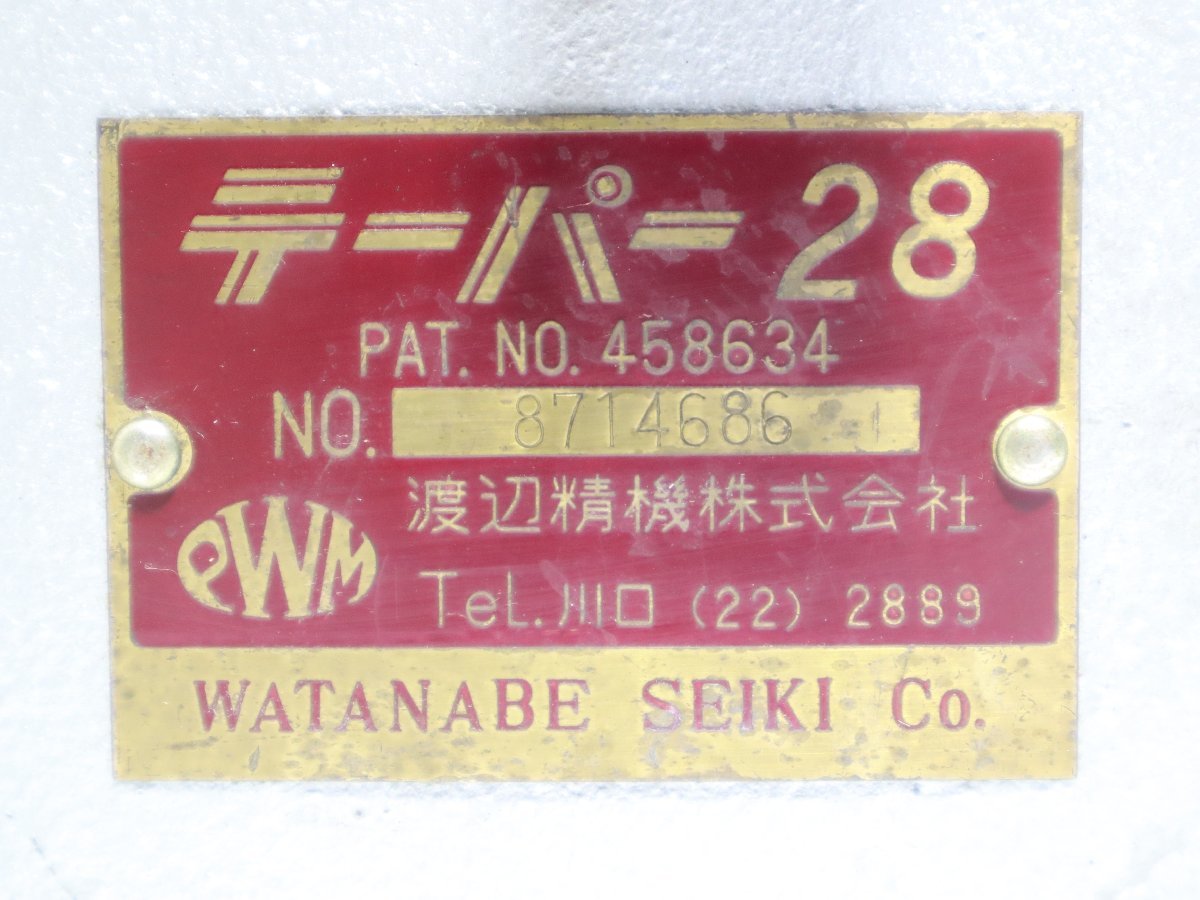 テーパー28
PAT. NO. 458634
NO. 8714686 1
渡辺精機株式会社
PWM
TeL. 川口 (22) 2889
WATANABE SEIKI Co.